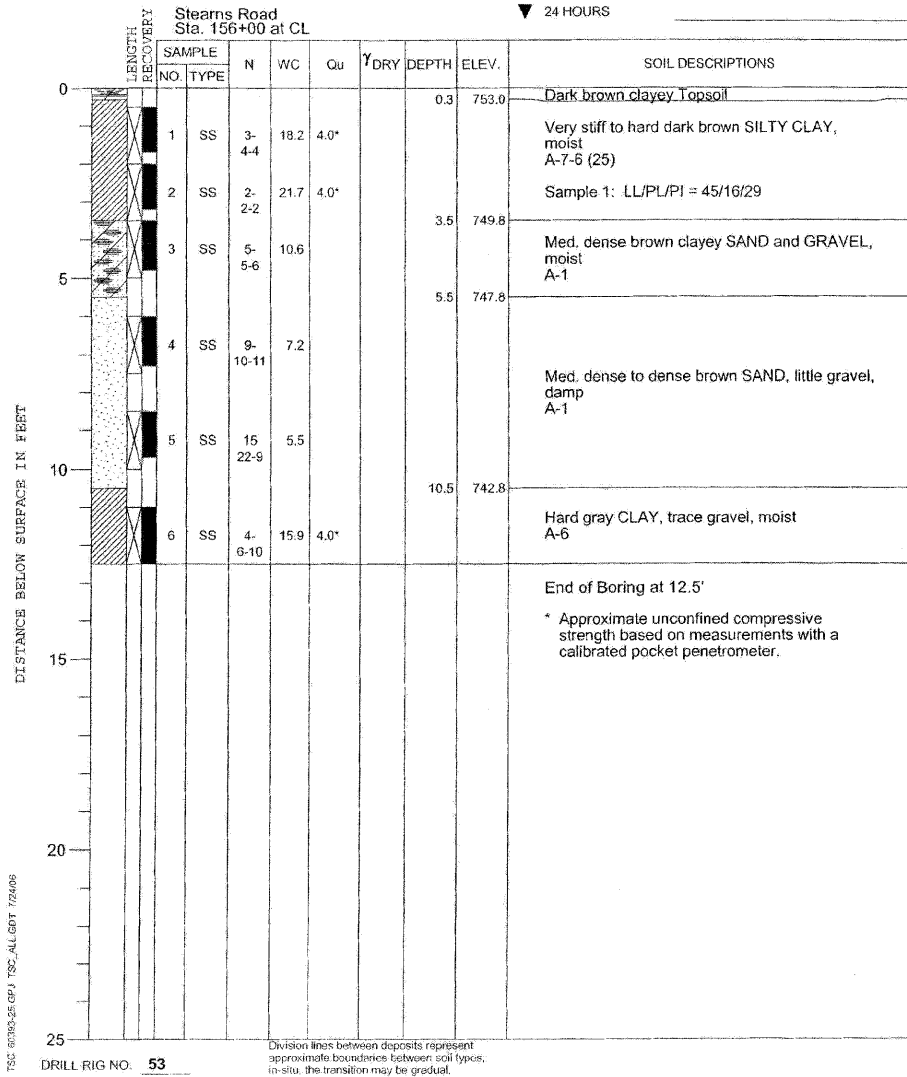 Stearns Road
Sta. 156+00 at CL
▼ 24 HOURS
LENGTH
RECOVERY
SAMPLE
NO. TYPE
N
WC
Qu
γDRY
DEPTH
ELEV.
SOIL DESCRIPTIONS
0
0.3 753.0 Dark brown clayey Topsoil
1 SS 3- 18.2 4.0*
4-4
Very stiff to hard dark brown SILTY CLAY,
moist
A-7-6 (25)
2 SS 2- 21.7 4.0*
2-2
Sample 1: LL/PL/PI = 45/16/29
3.5 749.8
3 SS 5- 10.6
5-6
Med. dense brown clayey SAND and GRAVEL,
moist
A-1
5
5.5 747.8
4 SS 9- 7.2
10-11
Med. dense to dense brown SAND, little gravel,
damp
A-1
5 SS 15 5.5
22-9
10
10.5 742.8
6 SS 4- 15.9 4.0*
6-10
Hard gray CLAY, trace gravel, moist
A-6
End of Boring at 12.5'
* Approximate unconfined compressive
strength based on measurements with a
calibrated pocket penetrometer.
15
20
25
DISTANCE BELOW SURFACE IN FEET
TSC 60393-25.GPJ TSC_ALL.GDT 7/24/06
DRILL RIG NO. 53
Division lines between deposits represent
approximate boundaries between soil types;
in-situ, the transition may be gradual.